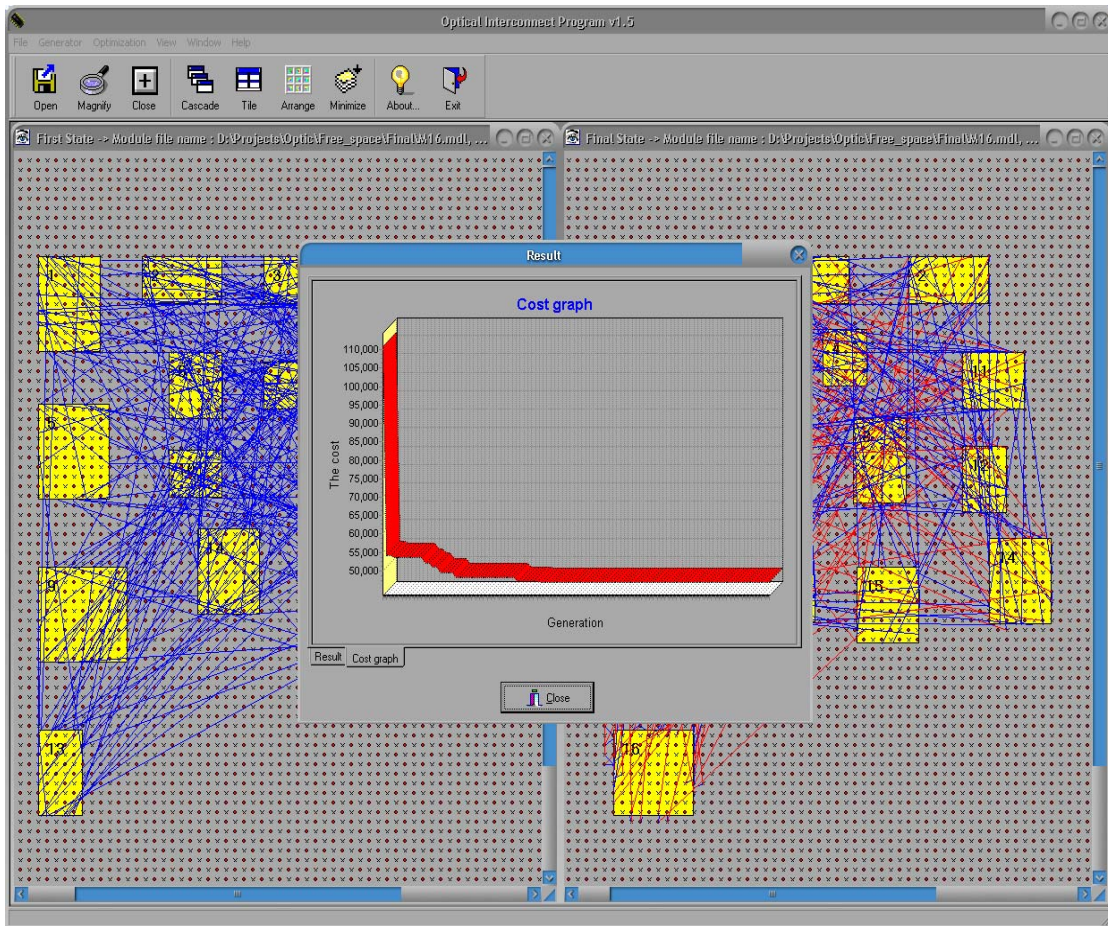 Optical Interconnect Program v1.5
File Generator Optimization View Window Help
Open Magnify Close Cascade Tile Arrange Minimize About... Exit
First State -> Module file name : D:\Projects\Optic\Free_space\Final\M16.mdl, ...
Final State -> Module file name : D:\Projects\Optic\Free_space\Final\M16.mdl, ...
1
3
5
9
14
13
Result
Cost graph
110,000
105,000
100,000
95,000
90,000
85,000
80,000
75,000
70,000
65,000
60,000
55,000
50,000
The cost
Generation
Result Cost graph
Close
2
11
12
14
15
16